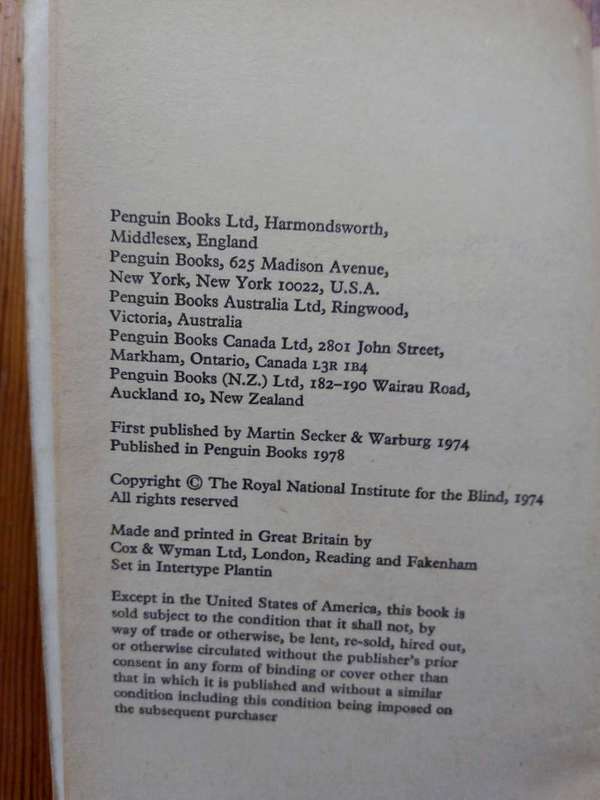 Penguin Books Ltd, Harmondsworth,
Middlesex, England
Penguin Books, 625 Madison Avenue,
New York, New York 10022, U.S.A.
Penguin Books Australia Ltd, Ringwood,
Victoria, Australia
Penguin Books Canada Ltd, 2801 John Street,
Markham, Ontario, Canada L3R 1B4
Penguin Books (N.Z.) Ltd, 182–190 Wairau Road,
Auckland 10, New Zealand
First published by Martin Secker & Warburg 1974
Published in Penguin Books 1978
Copyright © The Royal National Institute for the Blind, 1974
All rights reserved
Made and printed in Great Britain by
Cox & Wyman Ltd, London, Reading and Fakenham
Set in Intertype Plantin
Except in the United States of America, this book is
sold subject to the condition that it shall not, by
way of trade or otherwise, be lent, re-sold, hired out,
or otherwise circulated without the publisher's prior
consent in any form of binding or cover other than
that in which it is published and without a similar
condition including this condition being imposed on
the subsequent purchaser